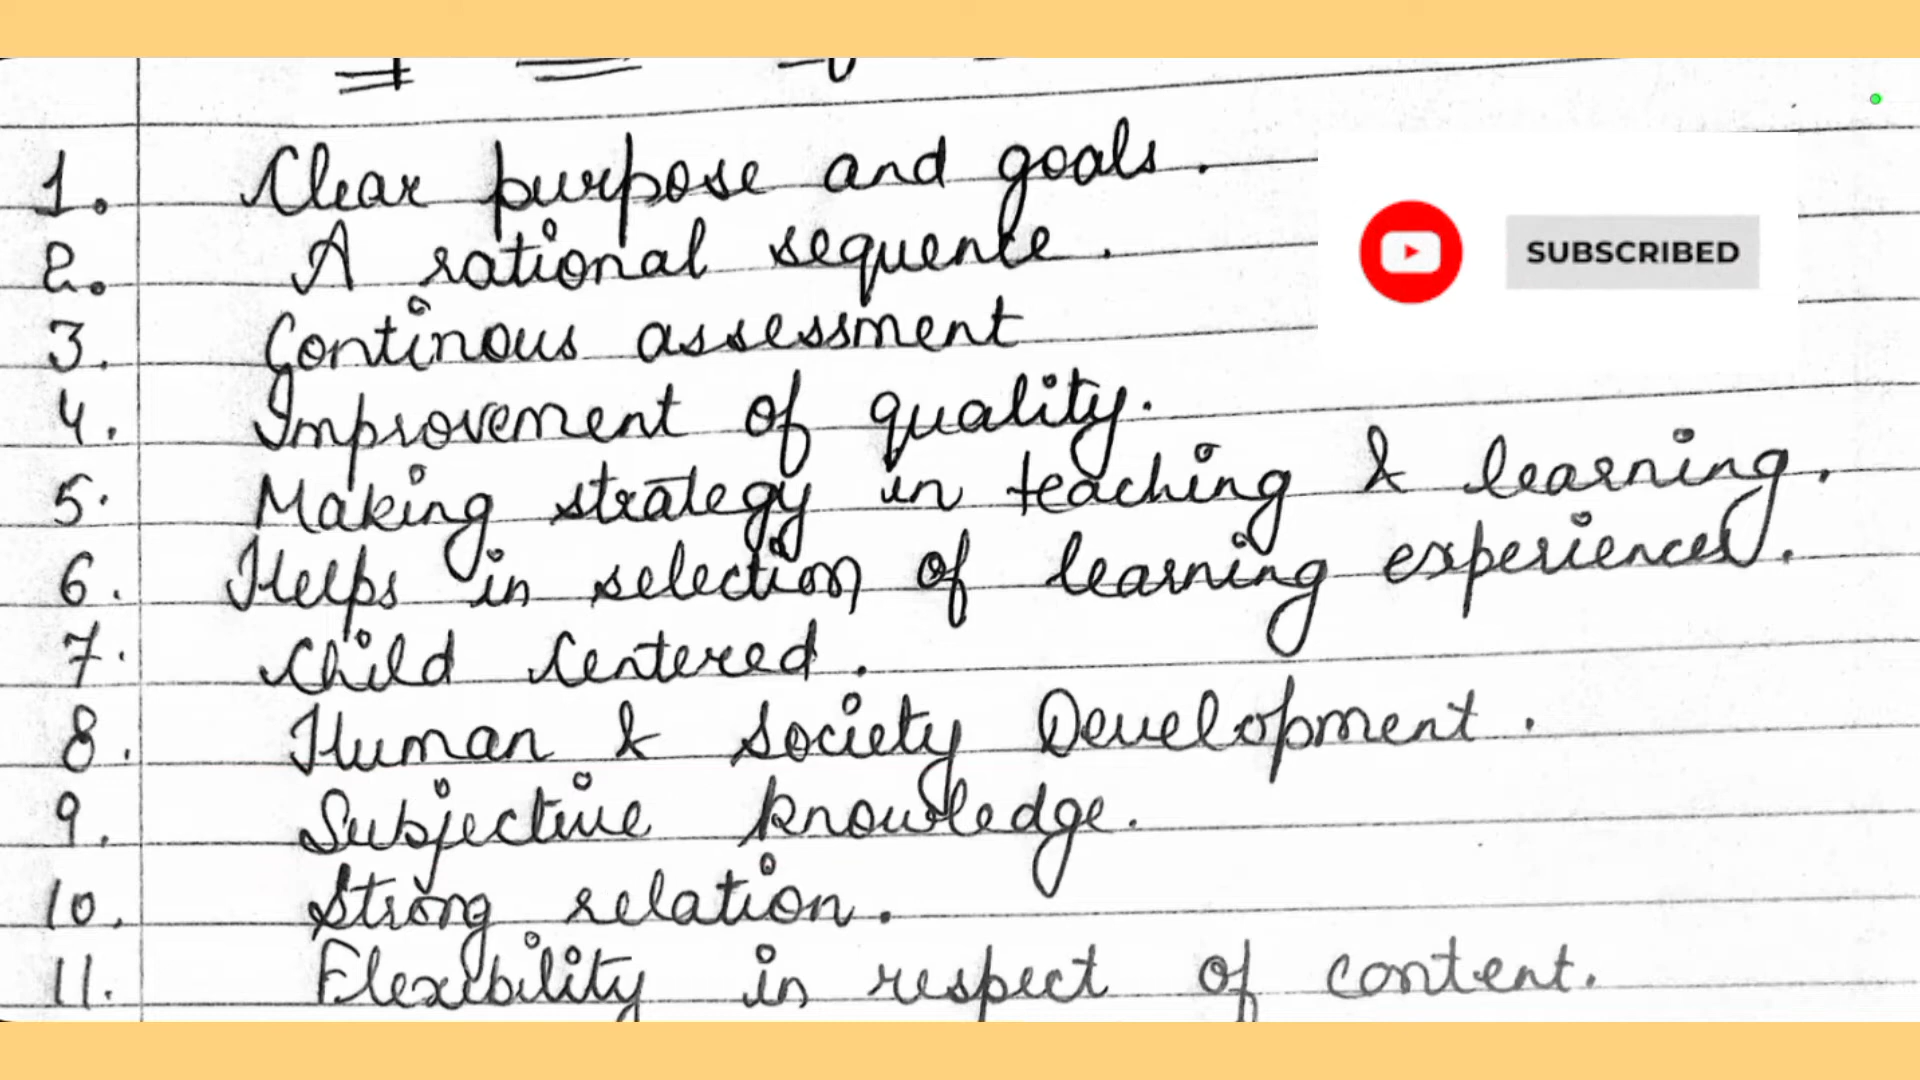 1. Clear purpose and goals.
2. A rational sequence.
SUBSCRIBED
3. Continous assessment
4. Improvement of quality.
5. Making strategy in teaching & learning.
6. Helps in selection of learning experiences.
7. Child Centered.
8. Human & Society Development.
9. Subjective knowledge.
10. Strong relation.
11. Flexibility in respect of content.